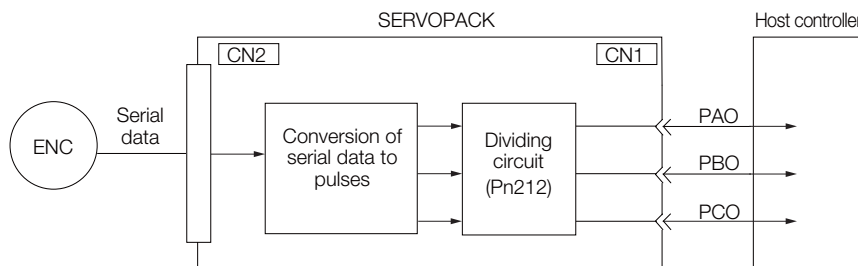 SERVOPACK
Host controller
CN2
CN1
ENC
Serial
data
Conversion of
serial data to
pulses
Dividing
circuit
(Pn212)
PAO
PBO
PCO